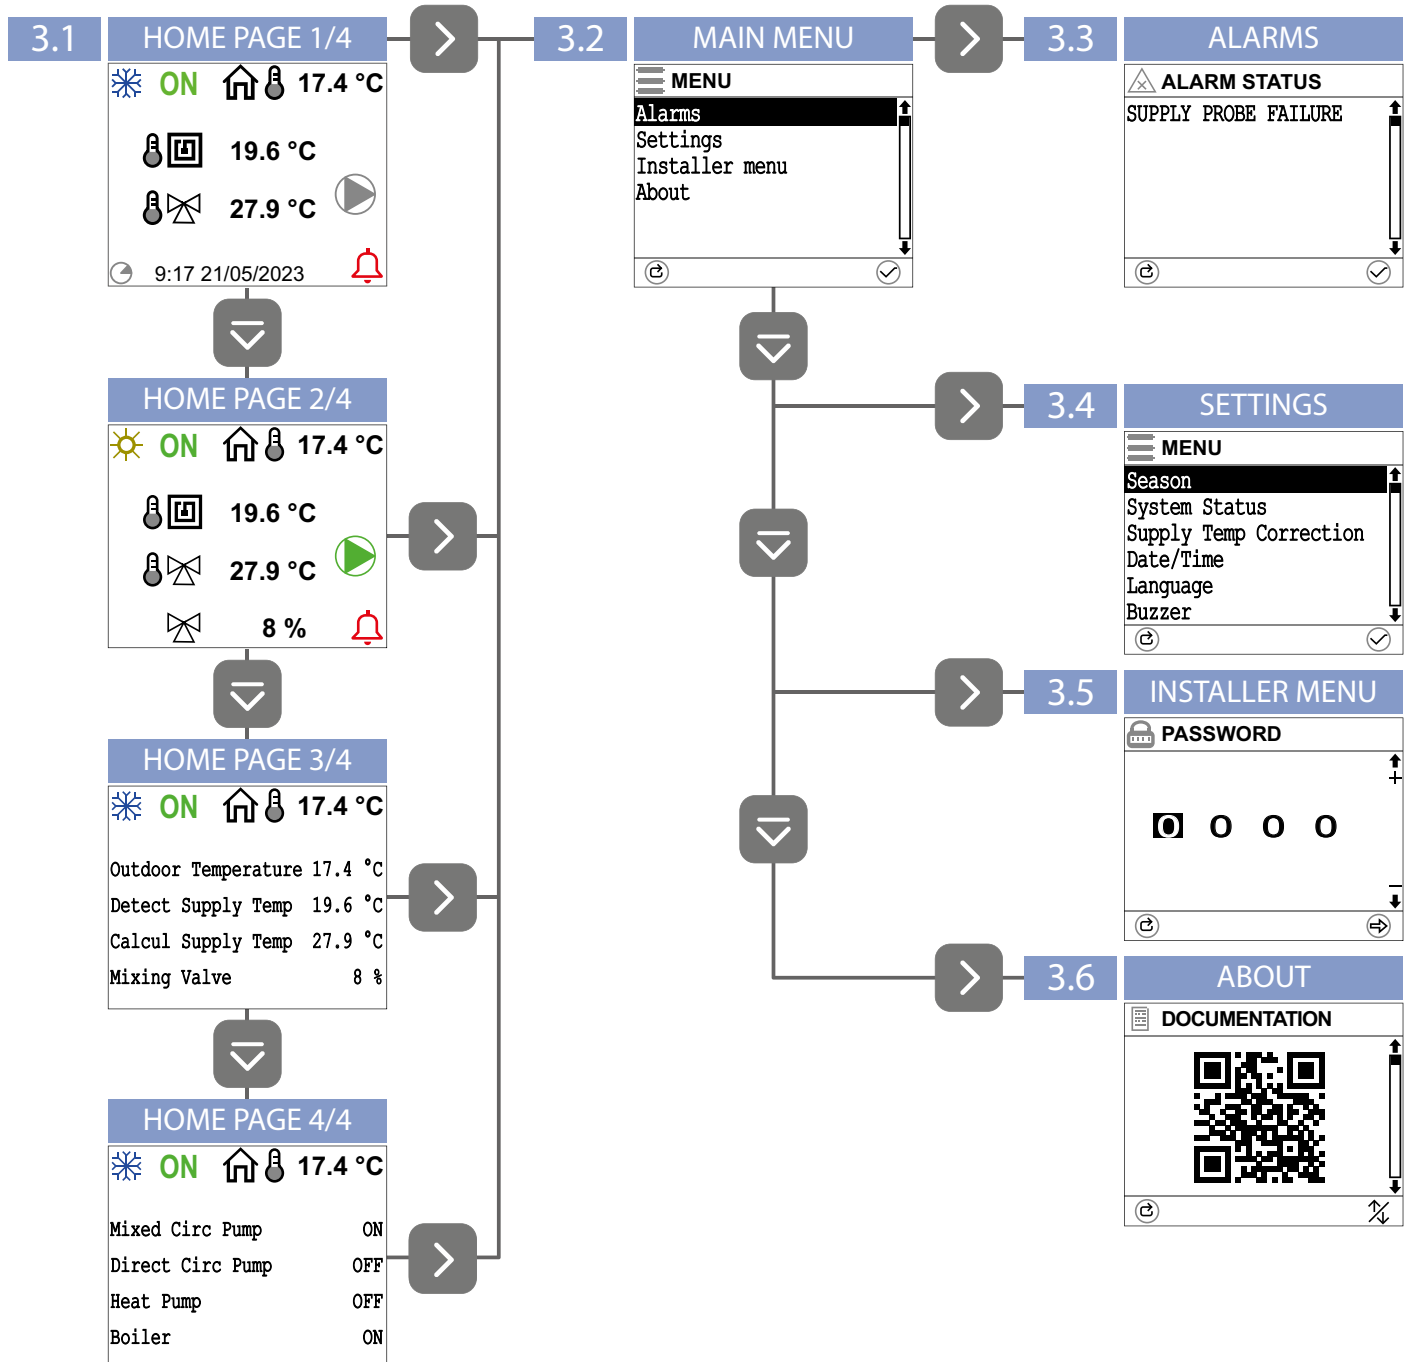 3.1 HOME PAGE 1/4
ON 17.4 °C
19.6 °C
27.9 °C
9:17 21/05/2023
HOME PAGE 2/4
ON 17.4 °C
19.6 °C
27.9 °C
8 %
HOME PAGE 3/4
ON 17.4 °C
Outdoor Temperature 17.4 °C
Detect Supply Temp 19.6 °C
Calcul Supply Temp 27.9 °C
Mixing Valve 8 %
HOME PAGE 4/4
ON 17.4 °C
Mixed Circ Pump ON
Direct Circ Pump OFF
Heat Pump OFF
Boiler ON
3.2 MAIN MENU
MENU
Alarms
Settings
Installer menu
About
3.3 ALARMS
ALARM STATUS
SUPPLY PROBE FAILURE
3.4 SETTINGS
MENU
Season
System Status
Supply Temp Correction
Date/Time
Language
Buzzer
3.5 INSTALLER MENU
PASSWORD
+
0 0 0 0
−
3.6 ABOUT
DOCUMENTATION